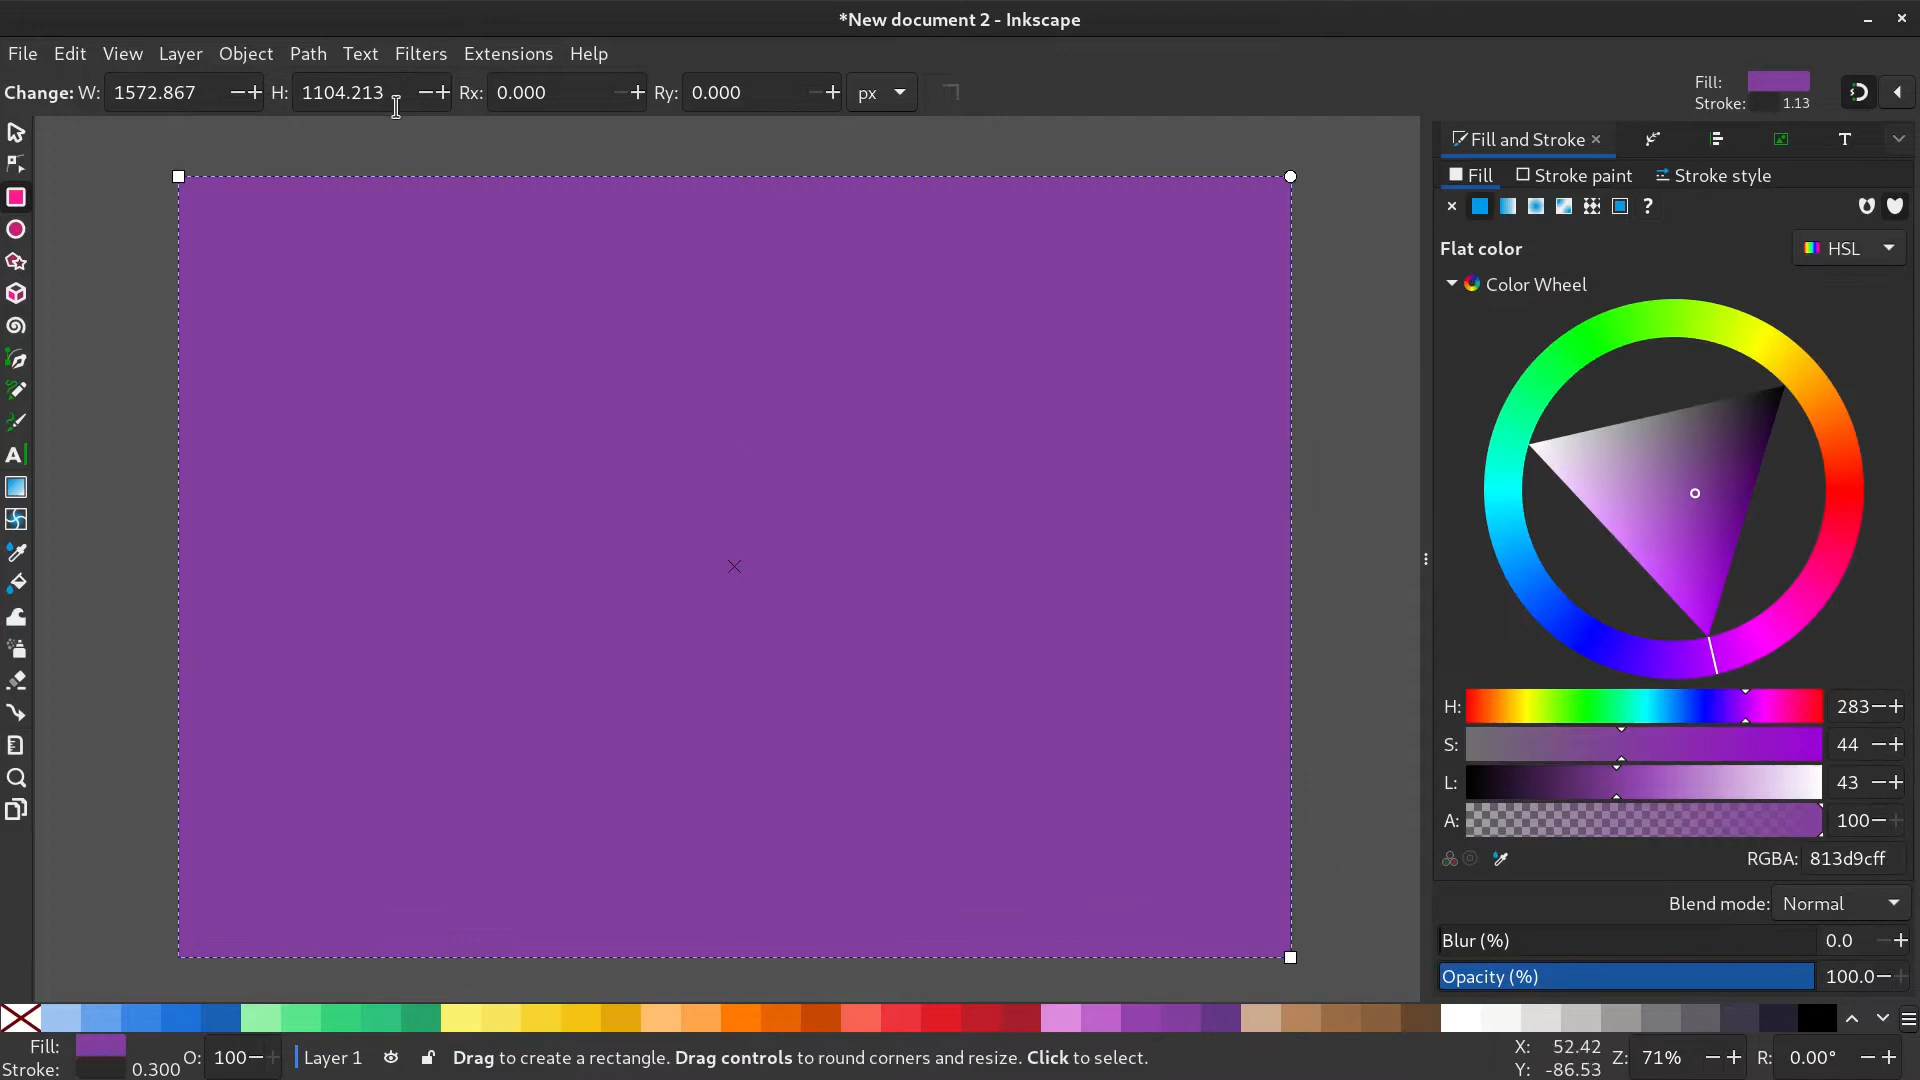 *New document 2 - Inkscape
File Edit View Layer Object Path Text Filters Extensions Help
Change: W: 1572.867 H: 1104.213 Rx: 0.000 Ry: 0.000 px
Fill:
Stroke: 1.13
Fill and Stroke
Fill Stroke paint Stroke style
Flat color HSL
Color Wheel
H: 283
S: 44
L: 43
A: 100
RGBA: 813d9cff
Blend mode: Normal
Blur (%) 0.0
Opacity (%) 100.0
Fill:
Stroke: 0.300
O: 100
Layer 1
Drag to create a rectangle. Drag controls to round corners and resize. Click to select.
X: 52.42
Y: -86.53
Z: 71%
R: 0.00°